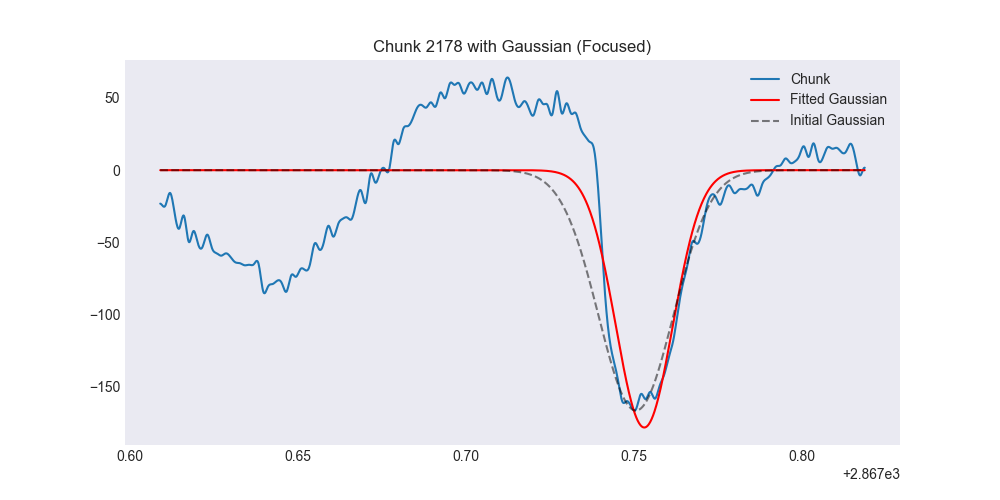 Chunk 2178 with Gaussian (Focused)
Chunk
Fitted Gaussian
Initial Gaussian
50
0
−50
−100
−150
0.60 0.65 0.70 0.75 0.80
+2.867e3